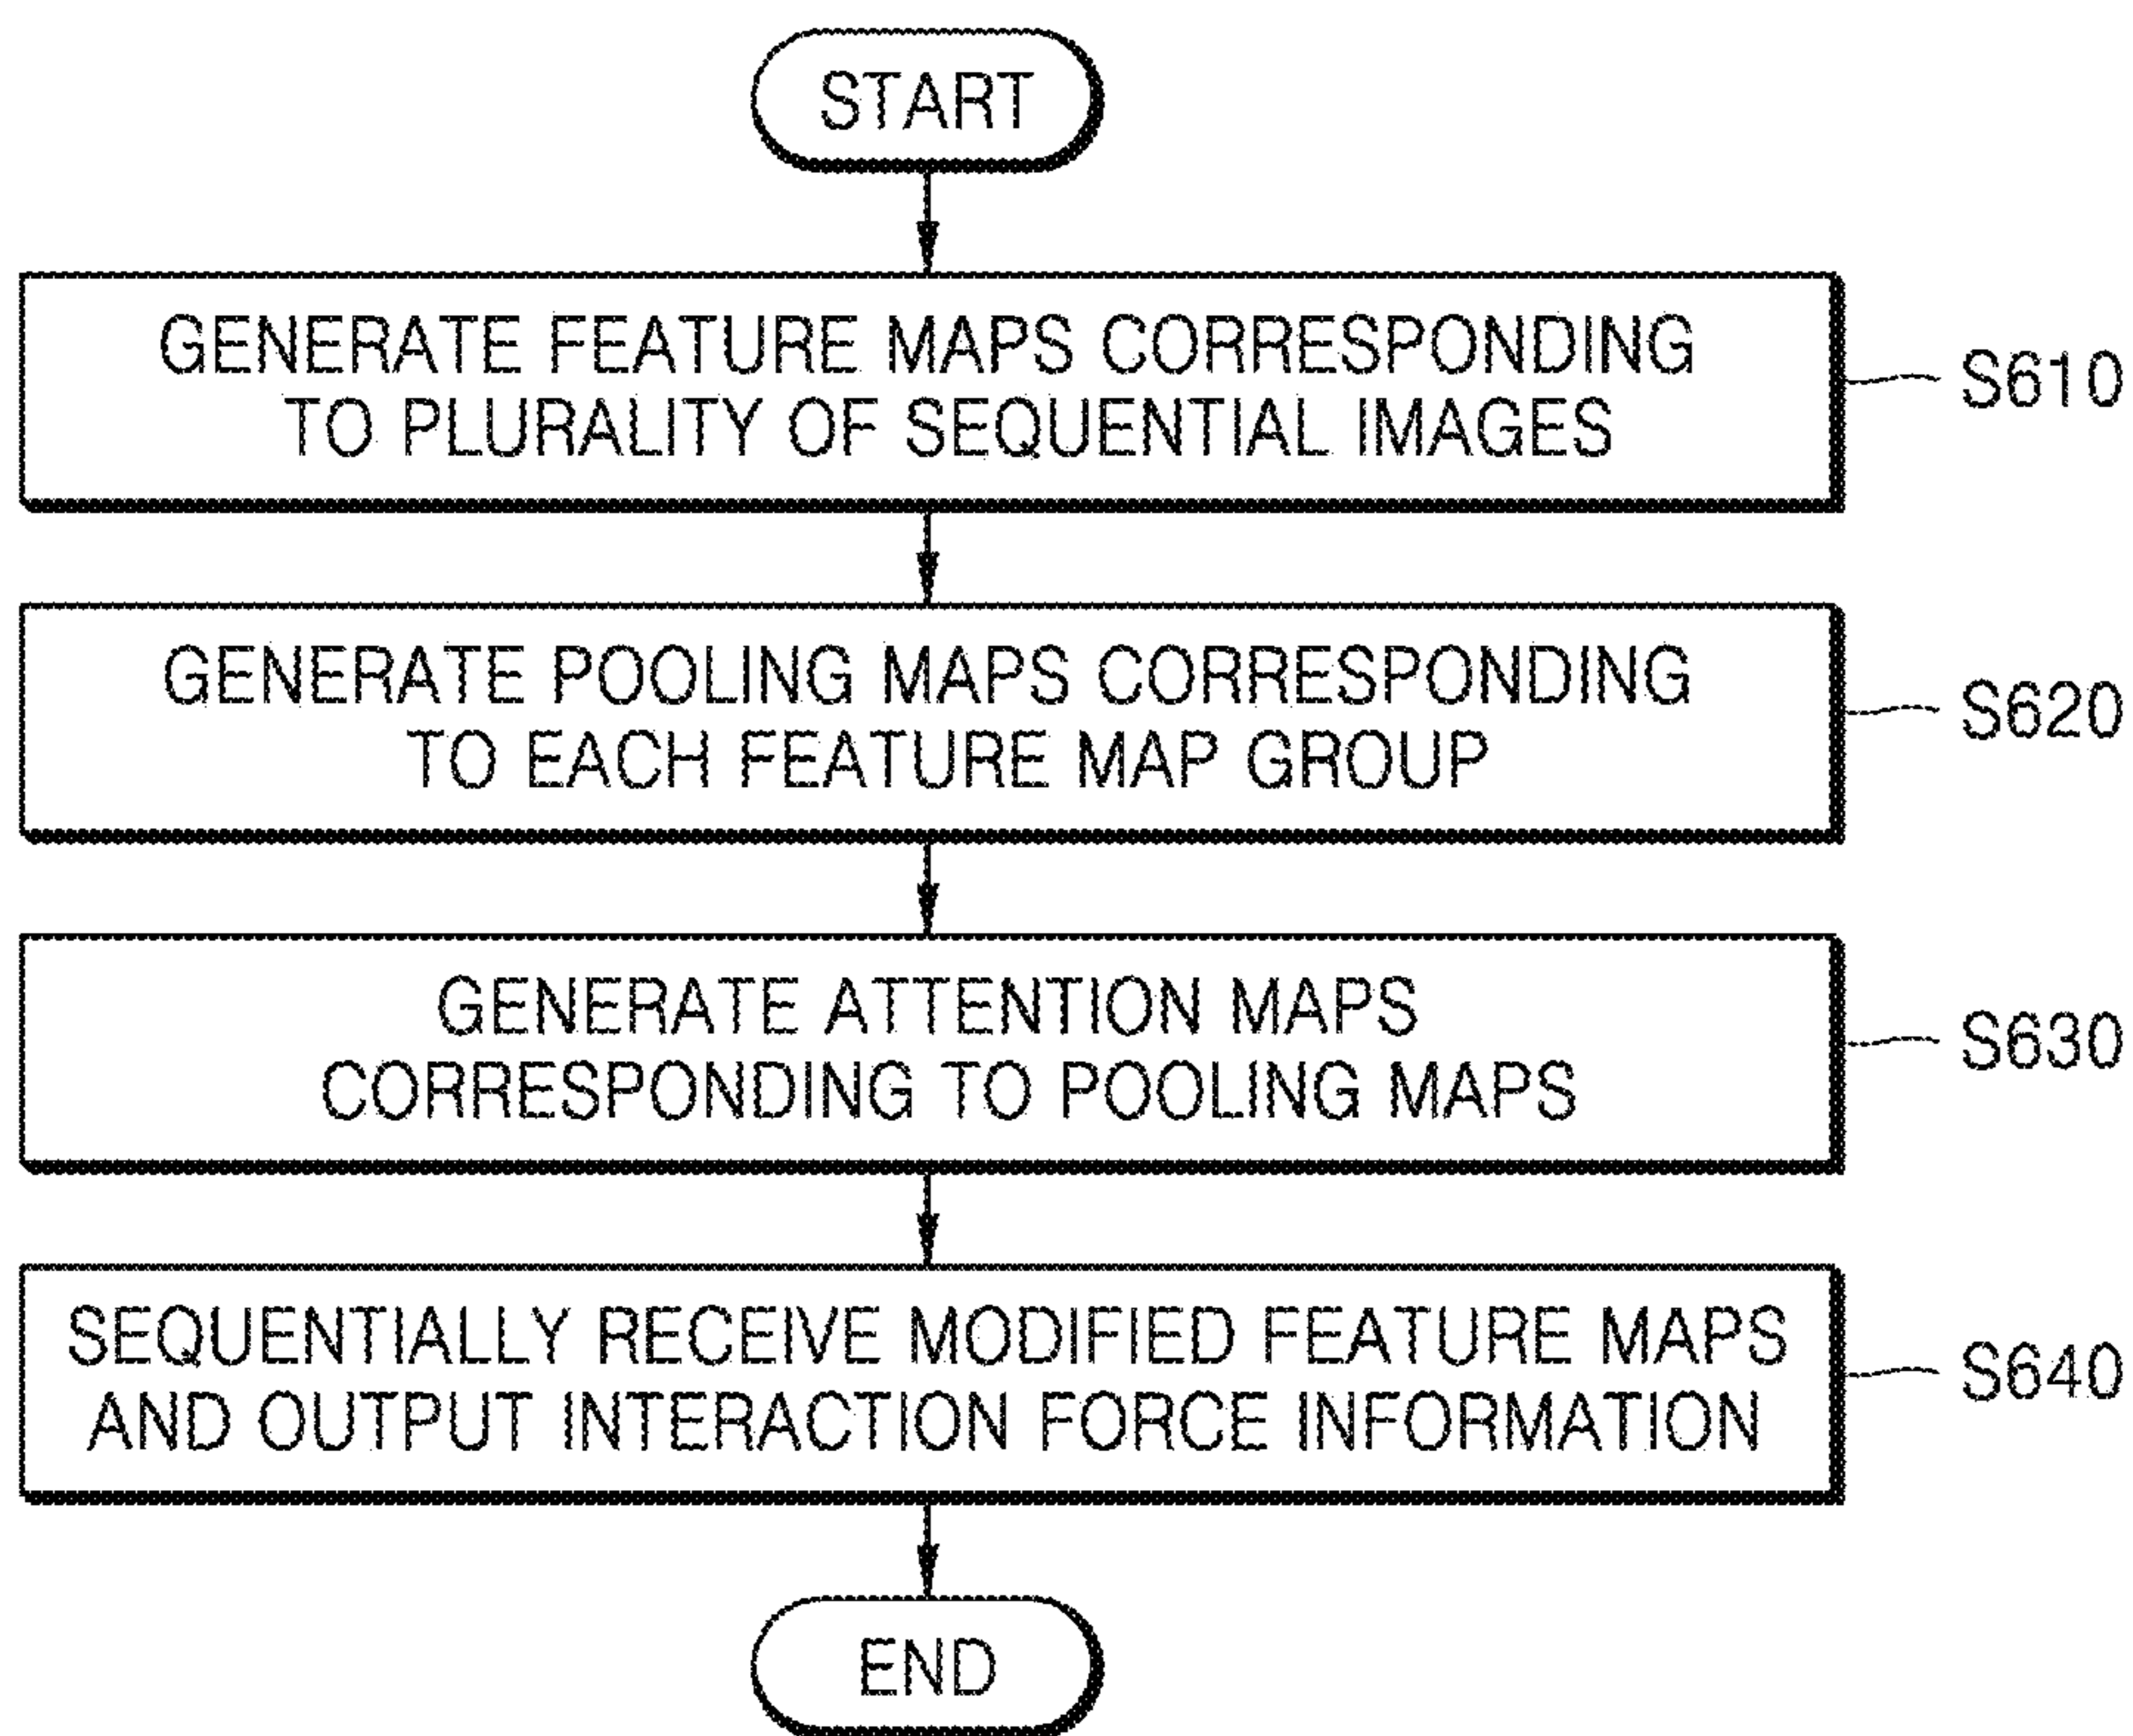 START
GENERATE FEATURE MAPS CORRESPONDING
TO PLURALITY OF SEQUENTIAL IMAGES
S610
GENERATE POOLING MAPS CORRESPONDING
TO EACH FEATURE MAP GROUP
S620
GENERATE ATTENTION MAPS
CORRESPONDING TO POOLING MAPS
S630
SEQUENTIALLY RECEIVE MODIFIED FEATURE MAPS
AND OUTPUT INTERACTION FORCE INFORMATION
S640
END